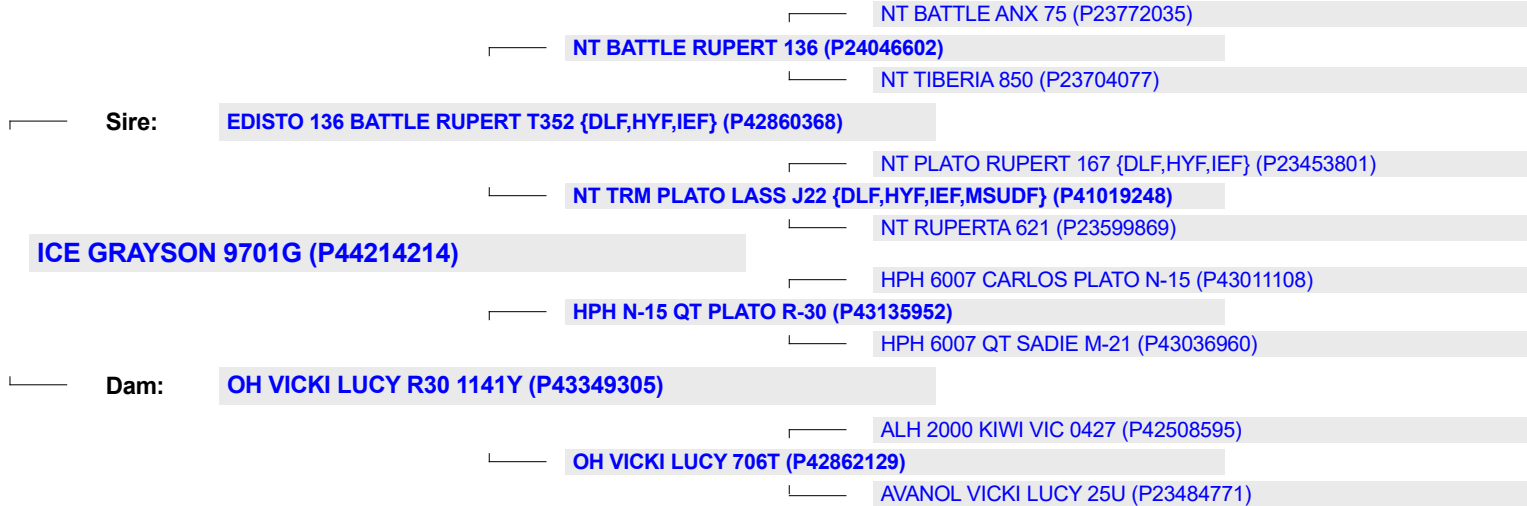 NT BATTLE ANX 75 (P23772035)
NT BATTLE RUPERT 136 (P24046602)
NT TIBERIA 850 (P23704077)
Sire: EDISTO 136 BATTLE RUPERT T352 {DLF,HYF,IEF} (P42860368)
NT PLATO RUPERT 167 {DLF,HYF,IEF} (P23453801)
NT TRM PLATO LASS J22 {DLF,HYF,IEF,MSUDF} (P41019248)
NT RUPERTA 621 (P23599869)
ICE GRAYSON 9701G (P44214214)
HPH 6007 CARLOS PLATO N-15 (P43011108)
HPH N-15 QT PLATO R-30 (P43135952)
HPH 6007 QT SADIE M-21 (P43036960)
Dam: OH VICKI LUCY R30 1141Y (P43349305)
ALH 2000 KIWI VIC 0427 (P42508595)
OH VICKI LUCY 706T (P42862129)
AVANOL VICKI LUCY 25U (P23484771)